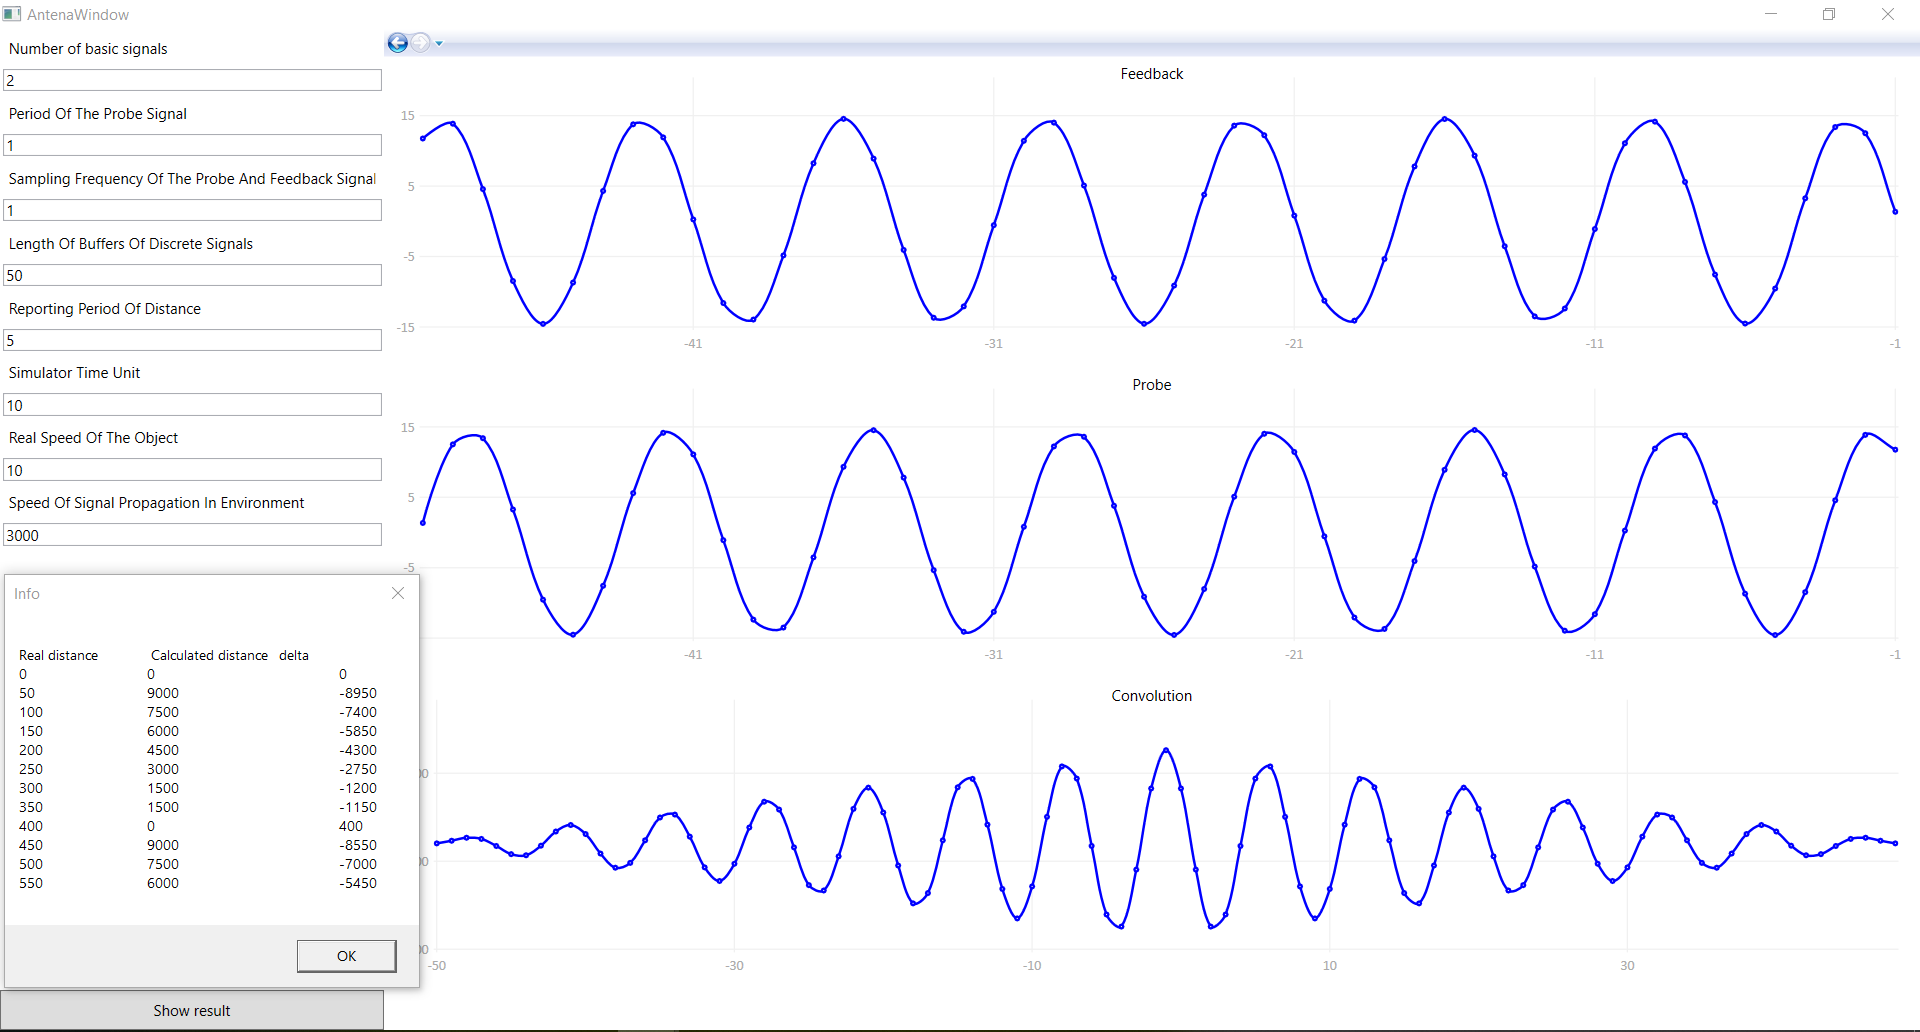 AntenaWindow
Number of basic signals
2
Period Of The Probe Signal
1
Sampling Frequency Of The Probe And Feedback Signal
1
Length Of Buffers Of Discrete Signals
50
Reporting Period Of Distance
5
Simulator Time Unit
10
Real Speed Of The Object
10
Speed Of Signal Propagation In Environment
3000
Info
Real distance Calculated distance delta
0 0 0
50 9000 -8950
100 7500 -7400
150 6000 -5850
200 4500 -4300
250 3000 -2750
300 1500 -1200
350 1500 -1150
400 0 400
450 9000 -8550
500 7500 -7000
550 6000 -5450
OK
Show result
Feedback
15
5
-5
-15
-41 -31 -21 -11 -1
Probe
15
5
-5
-41 -31 -21 -11 -1
Convolution
-50 -30 -10 10 30